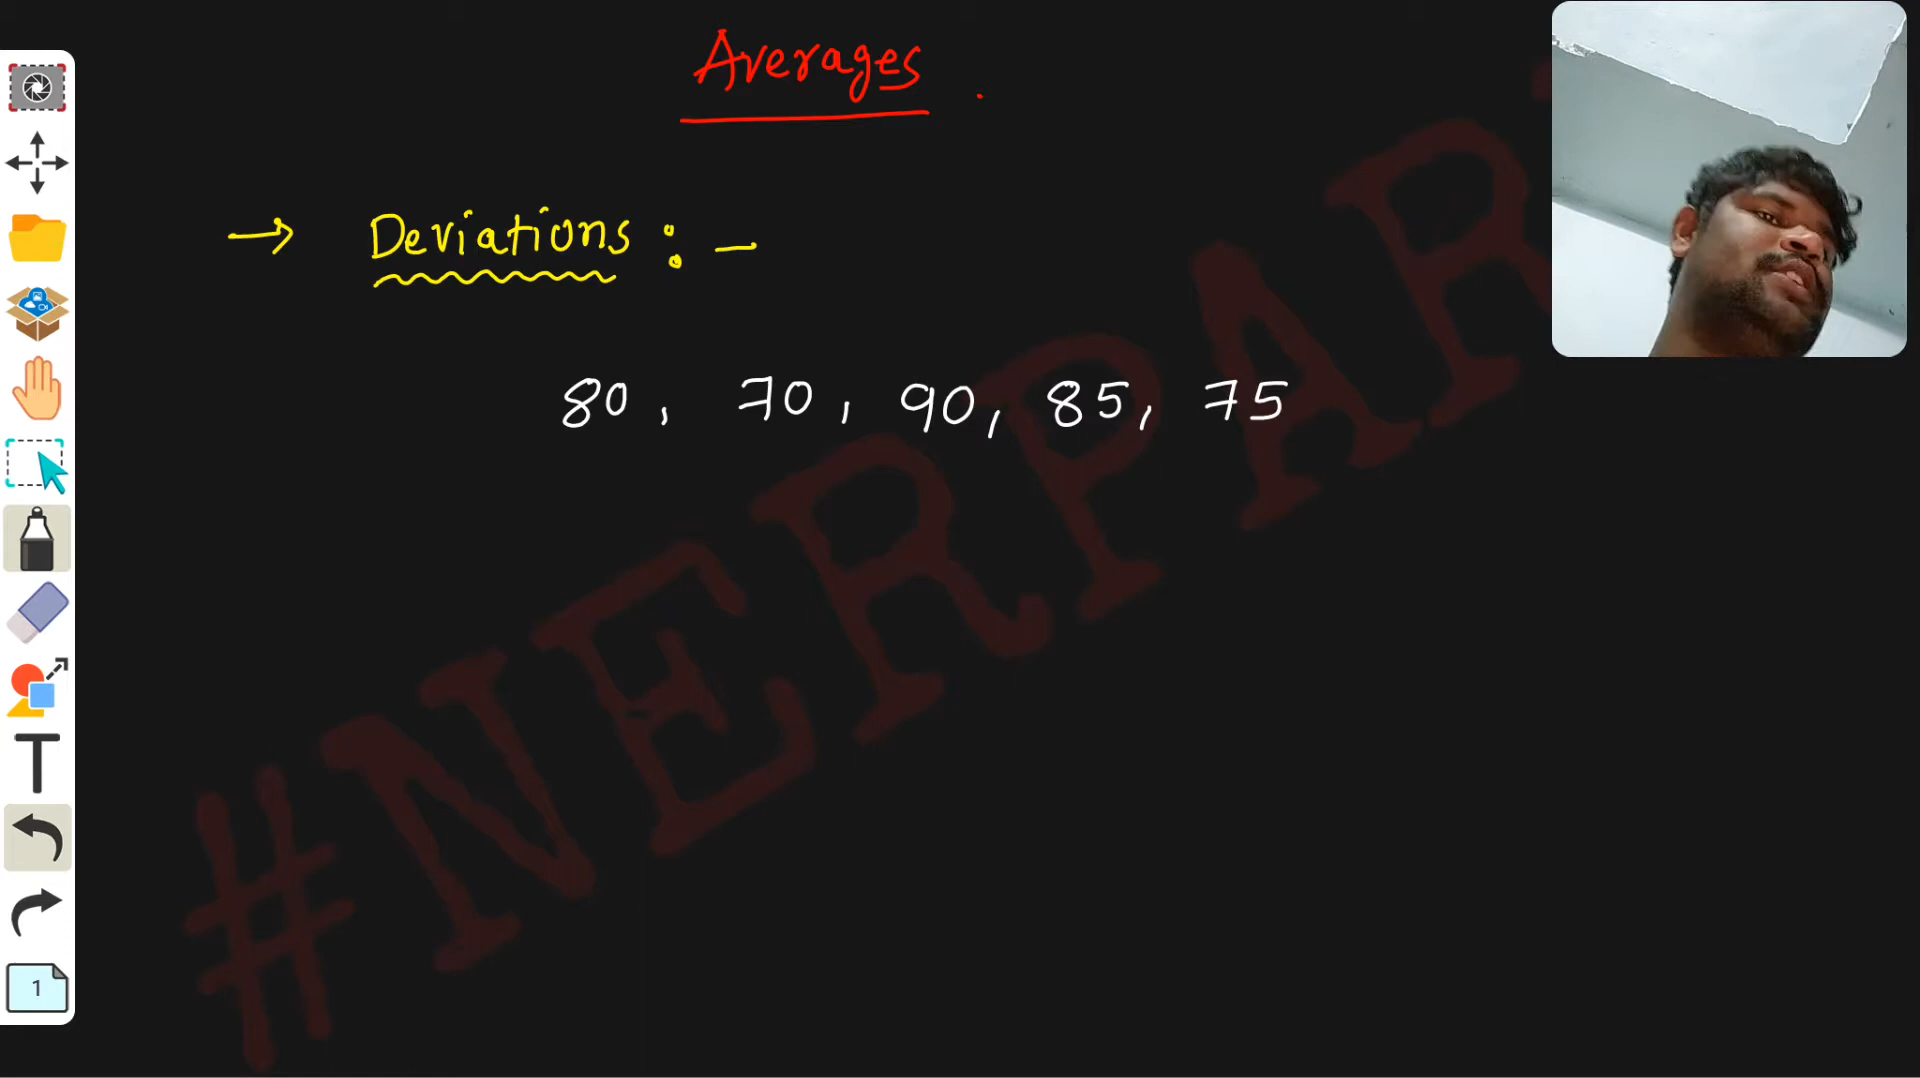 Averages .
→ Deviations : -
80, 70, 90, 85, 75
#NERPAR
T
1